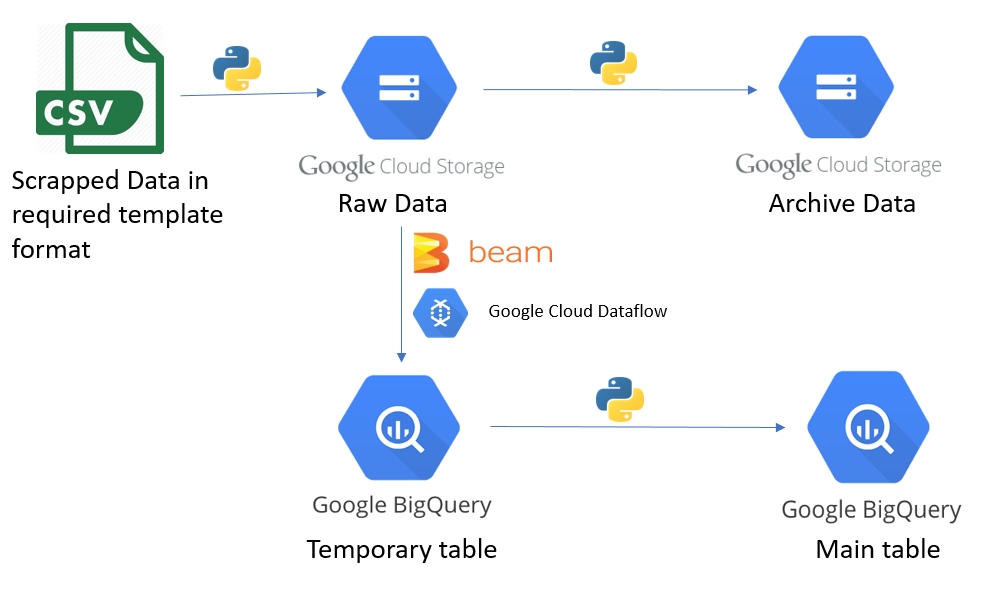 CSV
Scrapped Data in
required template
format
Google Cloud Storage
Raw Data
Google Cloud Storage
Archive Data
beam
Google Cloud Dataflow
Google BigQuery
Temporary table
Google BigQuery
Main table